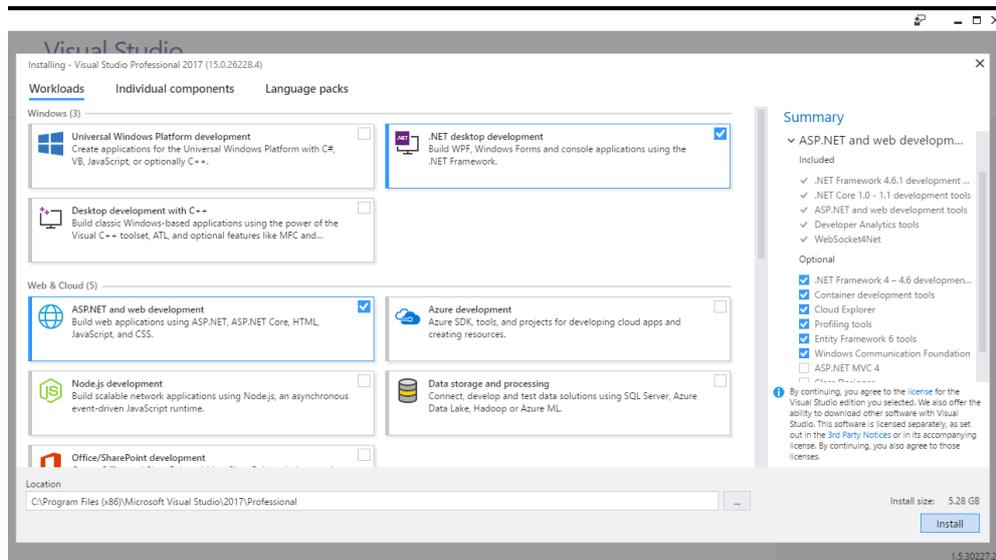 Visual Studio
Installing - Visual Studio Professional 2017 (15.0.26228.4)
Workloads
Individual components
Language packs
Windows (3)
Universal Windows Platform development
Create applications for the Universal Windows Platform with C#,
VB, JavaScript, or optionally C++.
.NET desktop development
Build WPF, Windows Forms and console applications using the
.NET Framework.
Desktop development with C++
Build classic Windows-based applications using the power of the
Visual C++ toolset, ATL, and optional features like MFC and...
Web & Cloud (5)
ASP.NET and web development
Build web applications using ASP.NET, ASP.NET Core, HTML,
JavaScript, and CSS.
Azure development
Azure SDK, tools, and projects for developing cloud apps and
creating resources.
Node.js development
Build scalable network applications using Node.js, an asynchronous
event-driven JavaScript runtime.
Data storage and processing
Connect, develop and test data solutions using SQL Server, Azure
Data Lake, Hadoop or Azure ML.
Office/SharePoint development
Summary
ASP.NET and web developm...
Included
.NET Framework 4.6.1 development ...
.NET Core 1.0 - 1.1 development tools
ASP.NET and web development tools
Developer Analytics tools
WebSocket4Net
Optional
.NET Framework 4 – 4.6 developmen...
Container development tools
Cloud Explorer
Profiling tools
Entity Framework 6 tools
Windows Communication Foundation
ASP.NET MVC 4
By continuing, you agree to the license for the
Visual Studio edition you selected. We also offer the
ability to download other software with Visual
Studio. This software is licensed separately, as set
out in the 3rd Party Notices or in its accompanying
license. By continuing, you also agree to those
licenses.
Location
C:\Program Files (x86)\Microsoft Visual Studio\2017\Professional
...
Install size: 5.28 GB
Install
1.5.30227.2